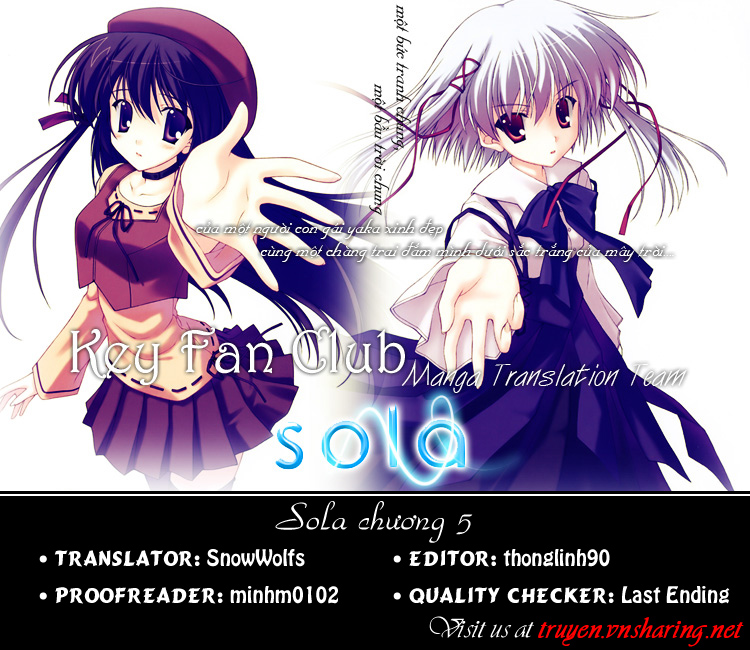 một bức tranh chung,
một bầu trời chung
của một người con gái yaka xinh đẹp
cùng một chàng trai đắm mình dưới sắc trắng của mây trời...
Key Fan Club
Manga Translation Team
sola
Sola chương 5
• TRANSLATOR: SnowWolfs
• EDITOR: thonglinh90
• PROOFREADER: minhm0102
• QUALITY CHECKER: Last Ending
Visit us at truyen.vnsharing.net